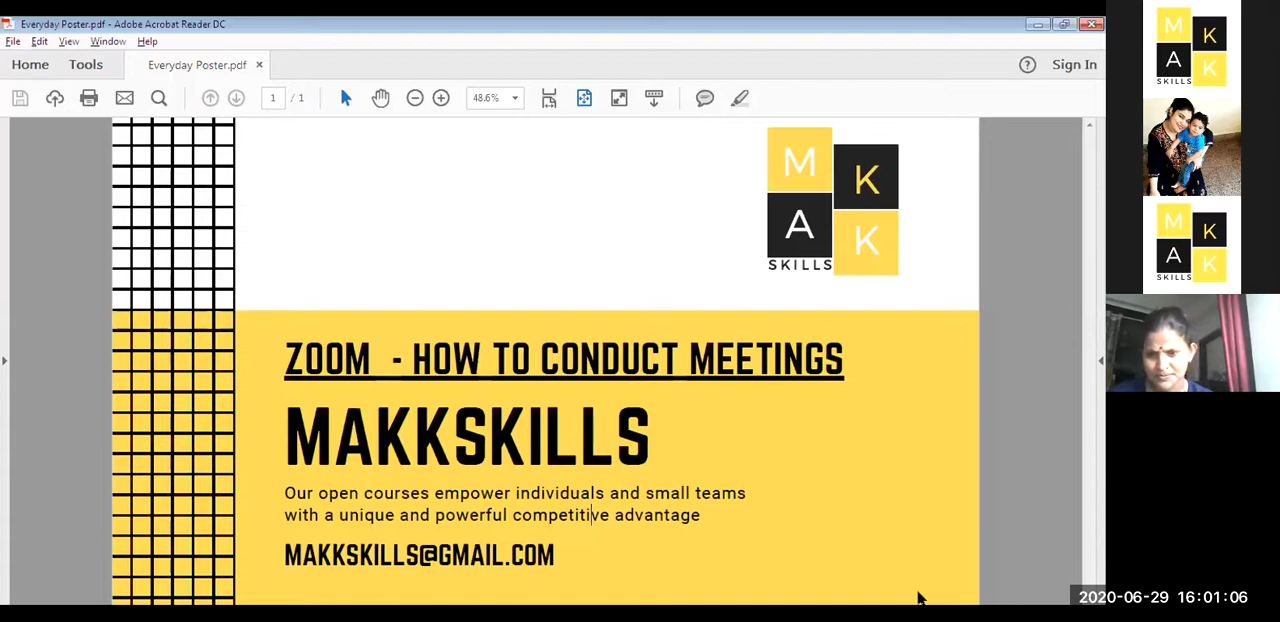 Everyday Poster.pdf - Adobe Acrobat Reader DC
File Edit View Window Help
Home Tools Everyday Poster.pdf × ? Sign In
1 / 1 48.6%
M K
A K
SKILLS
ZOOM - HOW TO CONDUCT MEETINGS
MAKKSKILLS
Our open courses empower individuals and small teams
with a unique and powerful competitive advantage
MAKKSKILLS@GMAIL.COM
M K
A K
SKILLS
M K
A K
SKILLS
2020-06-29 16:01:06